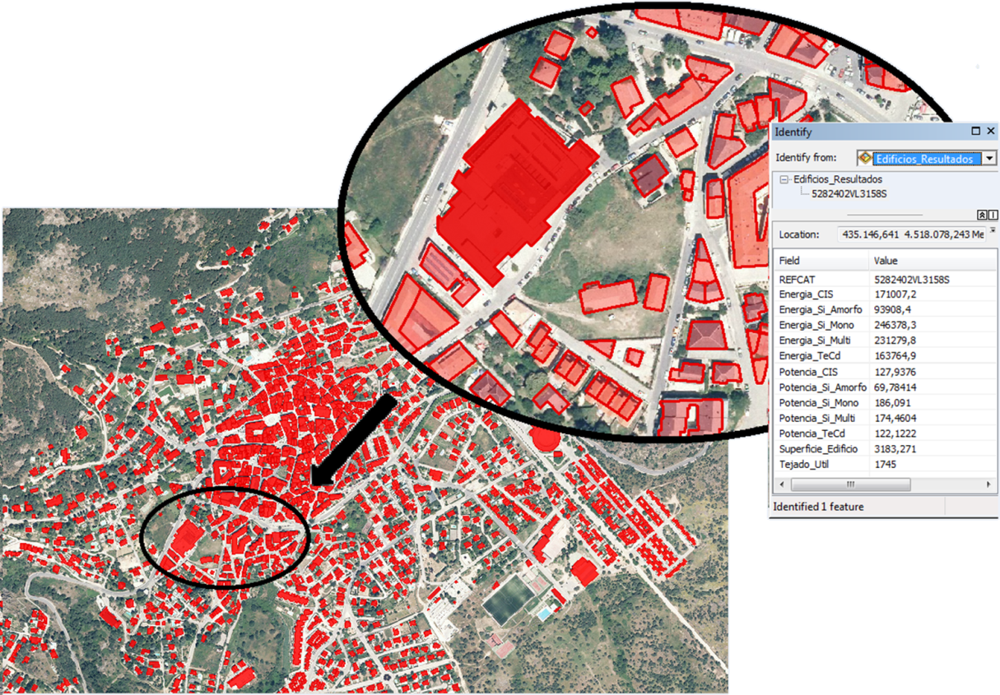 Identify
Identify from: Edificios_Resultados
Edificios_Resultados
5282402VL3158S
Location: 435.146,641 4.518.078,243 Me
Field Value
REFCAT 5282402VL3158S
Energia_CIS 171007,2
Energia_Si_Amorfo 93908,4
Energia_Si_Mono 246378,3
Energia_Si_Multi 231279,8
Energia_TeCd 163764,9
Potencia_CIS 127,9376
Potencia_Si_Amorfo 69,78414
Potencia_Si_Mono 186,091
Potencia_Si_Multi 174,4604
Potencia_TeCd 122,1222
Superficie_Edificio 3183,271
Tejado_Util 1745
Identified 1 feature